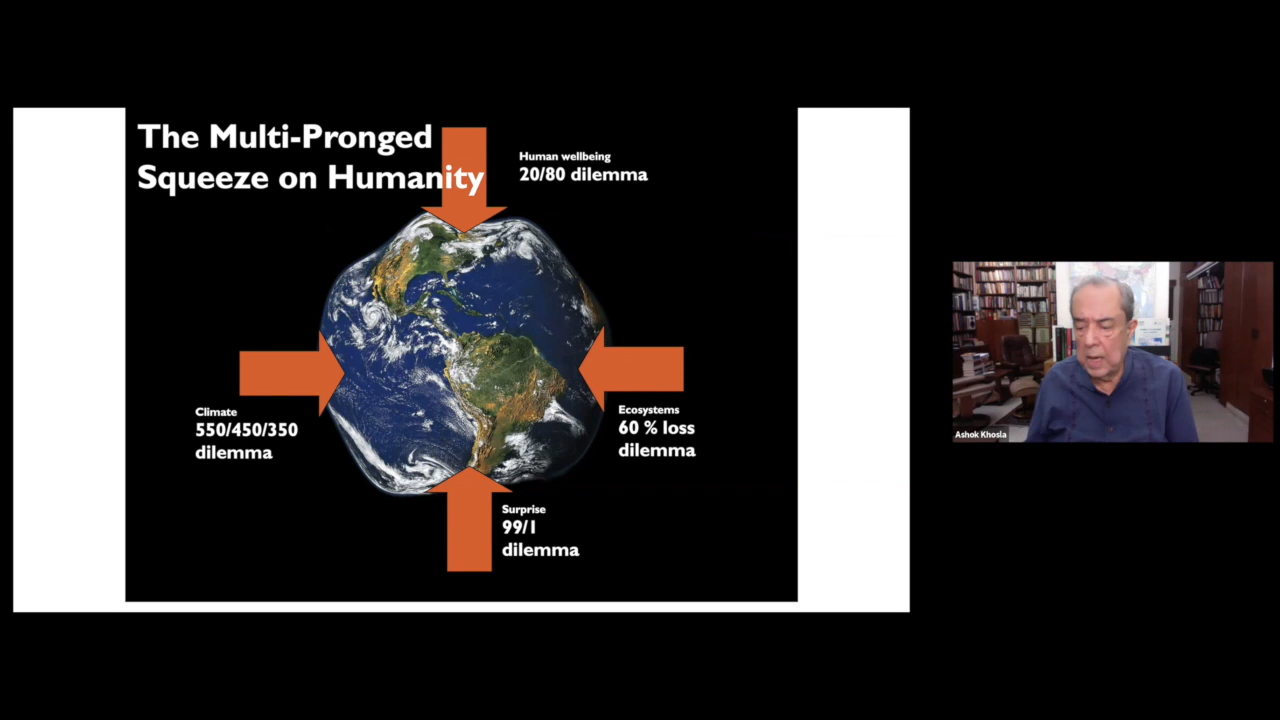 The Multi-Pronged
Squeeze on Humanity
Human wellbeing
20/80 dilemma
Climate
550/450/350
dilemma
Ecosystems
60 % loss
dilemma
Surprise
99/1
dilemma
Ashok Khosla